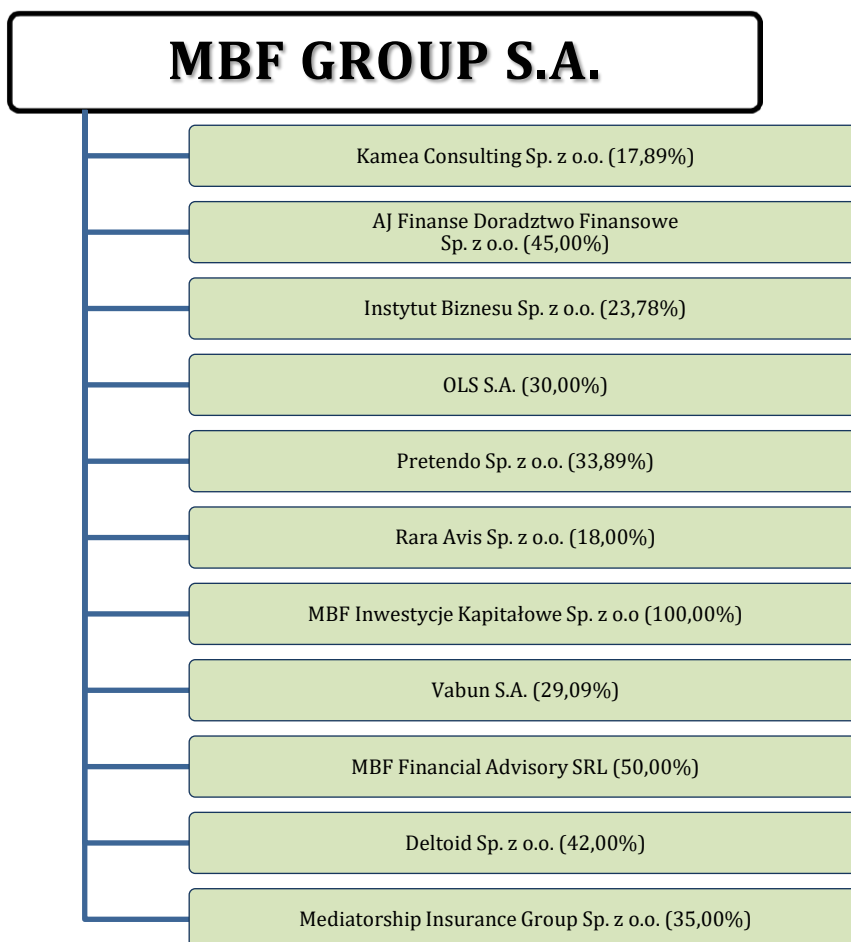 MBF GROUP S.A.
Kamea Consulting Sp. z o.o. (17,89%)
AJ Finanse Doradztwo Finansowe
Sp. z o.o. (45,00%)
Instytut Biznesu Sp. z o.o. (23,78%)
OLS S.A. (30,00%)
Pretendo Sp. z o.o. (33,89%)
Rara Avis Sp. z o.o. (18,00%)
MBF Inwestycje Kapitałowe Sp. z o.o (100,00%)
Vabun S.A. (29,09%)
MBF Financial Advisory SRL (50,00%)
Deltoid Sp. z o.o. (42,00%)
Mediatorship Insurance Group Sp. z o.o. (35,00%)